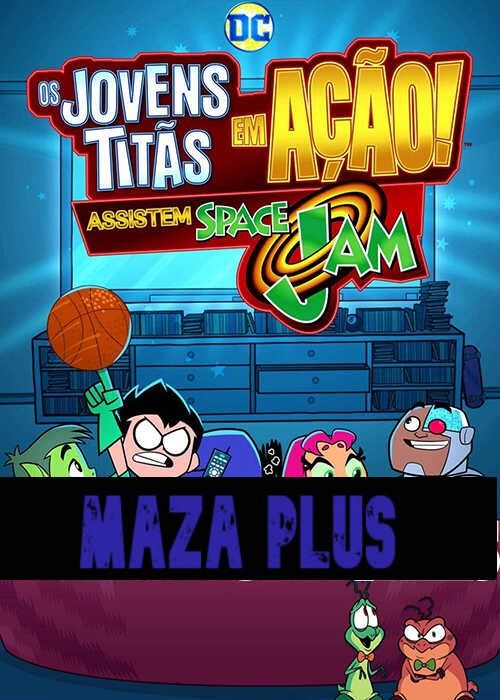 DC
OS JOVENS
TITÃS EM AÇÃO!
ASSISTEM SPACE JAM
MAZA PLUS